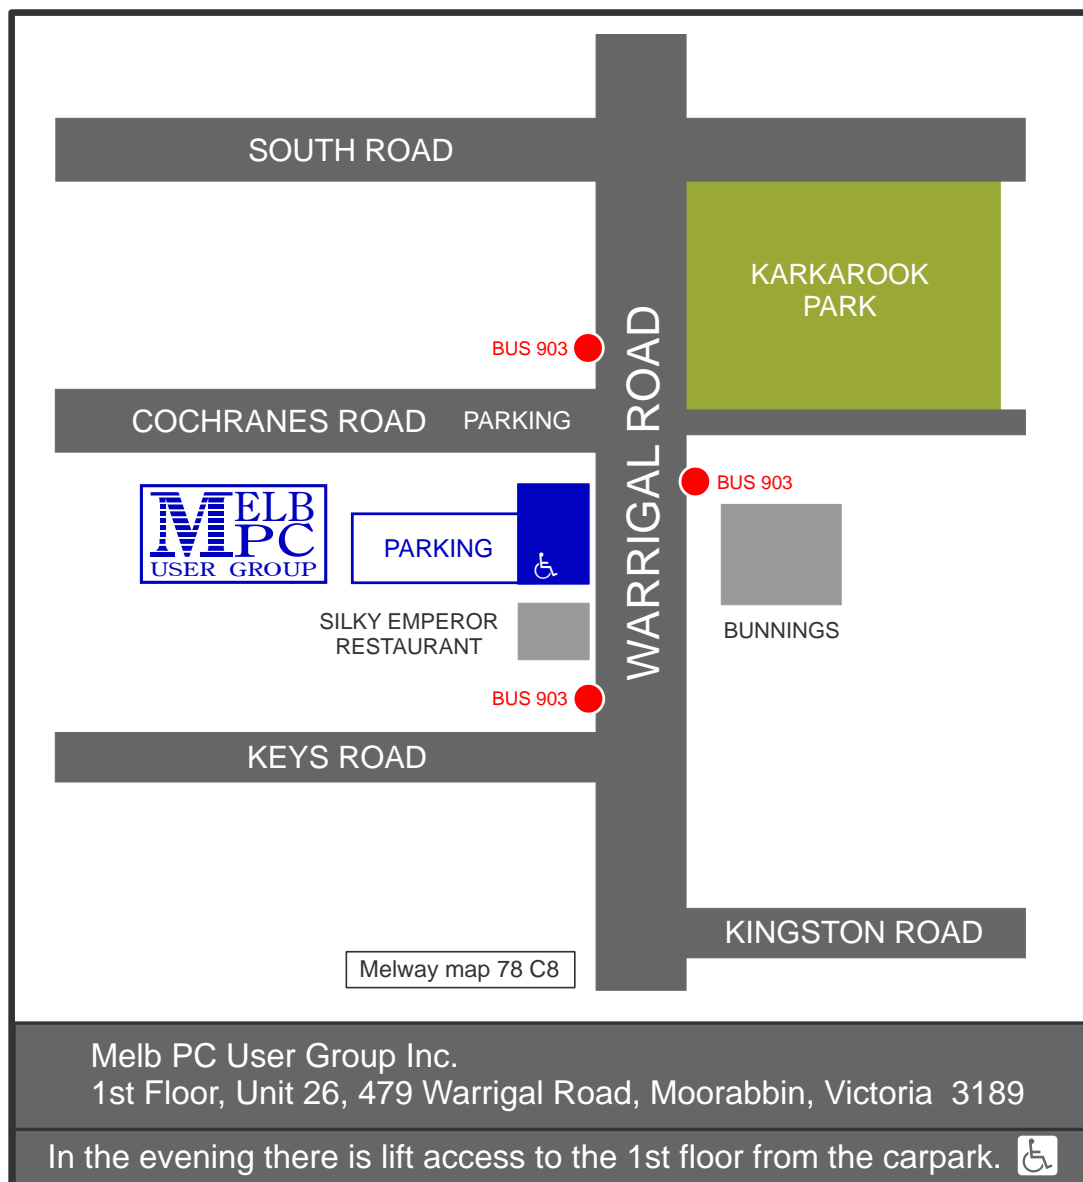 SOUTH ROAD
KARKAROOK
PARK
WARRIGAL ROAD
BUS 903
COCHRANES ROAD PARKING
BUS 903
MELB
PC
USER GROUP
PARKING
SILKY EMPEROR
RESTAURANT
BUNNINGS
BUS 903
KEYS ROAD
KINGSTON ROAD
Melway map 78 C8
Melb PC User Group Inc.
1st Floor, Unit 26, 479 Warrigal Road, Moorabbin, Victoria 3189
In the evening there is lift access to the 1st floor from the carpark.